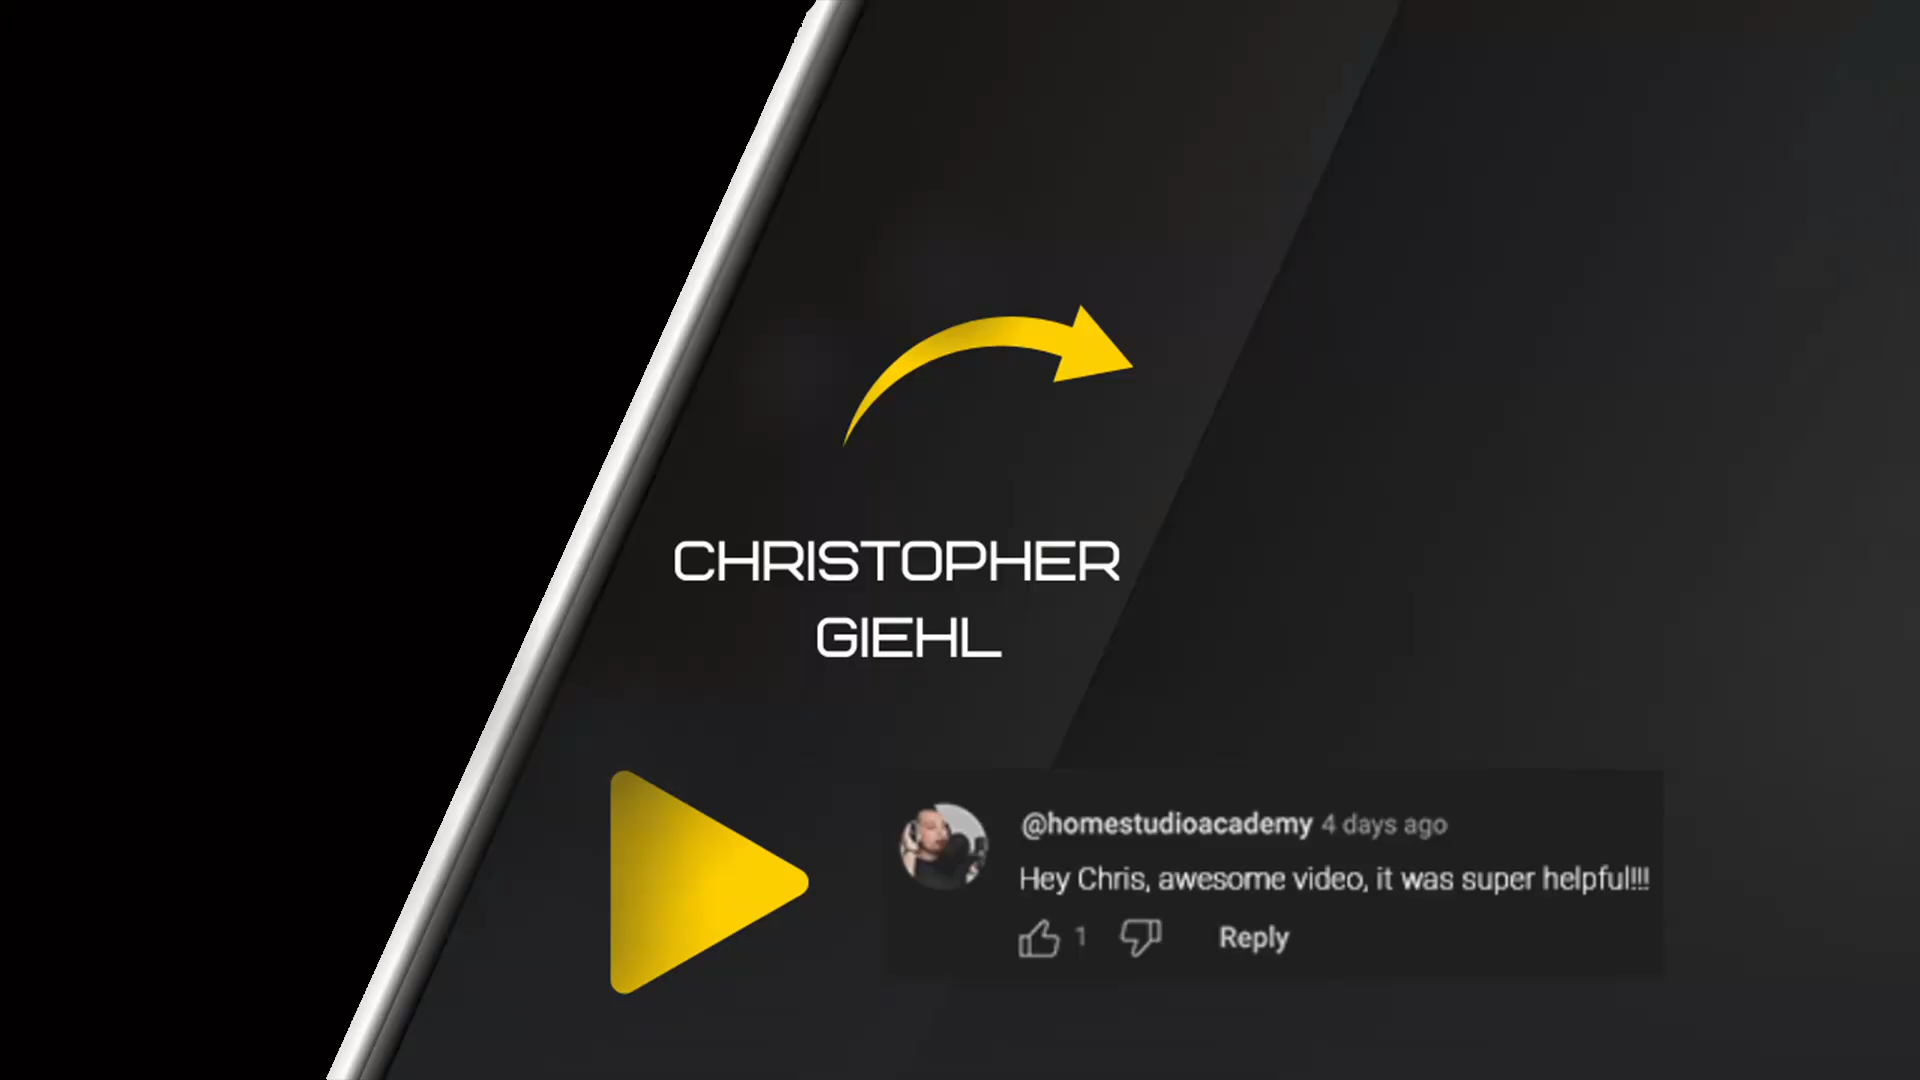 CHRISTOPHER
GIEHL
@homestudioacademy 4 days ago
Hey Chris, awesome video, it was super helpful!!!
1 Reply